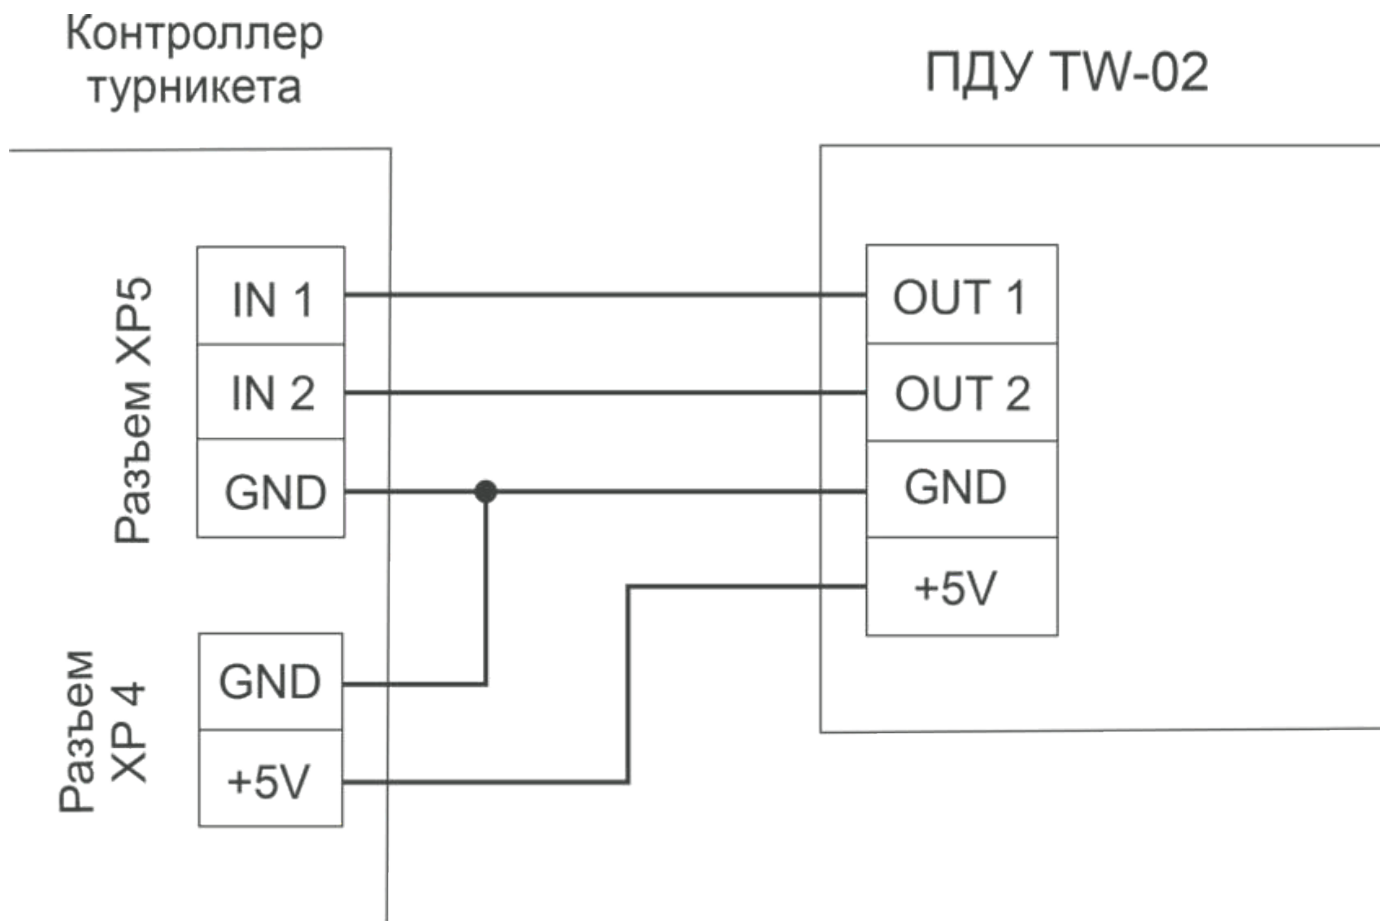 Контроллер
турникета
ПДУ TW-02
Разъем XP5
IN 1
IN 2
GND
OUT 1
OUT 2
GND
+5V
Разъем
XP 4
GND
+5V